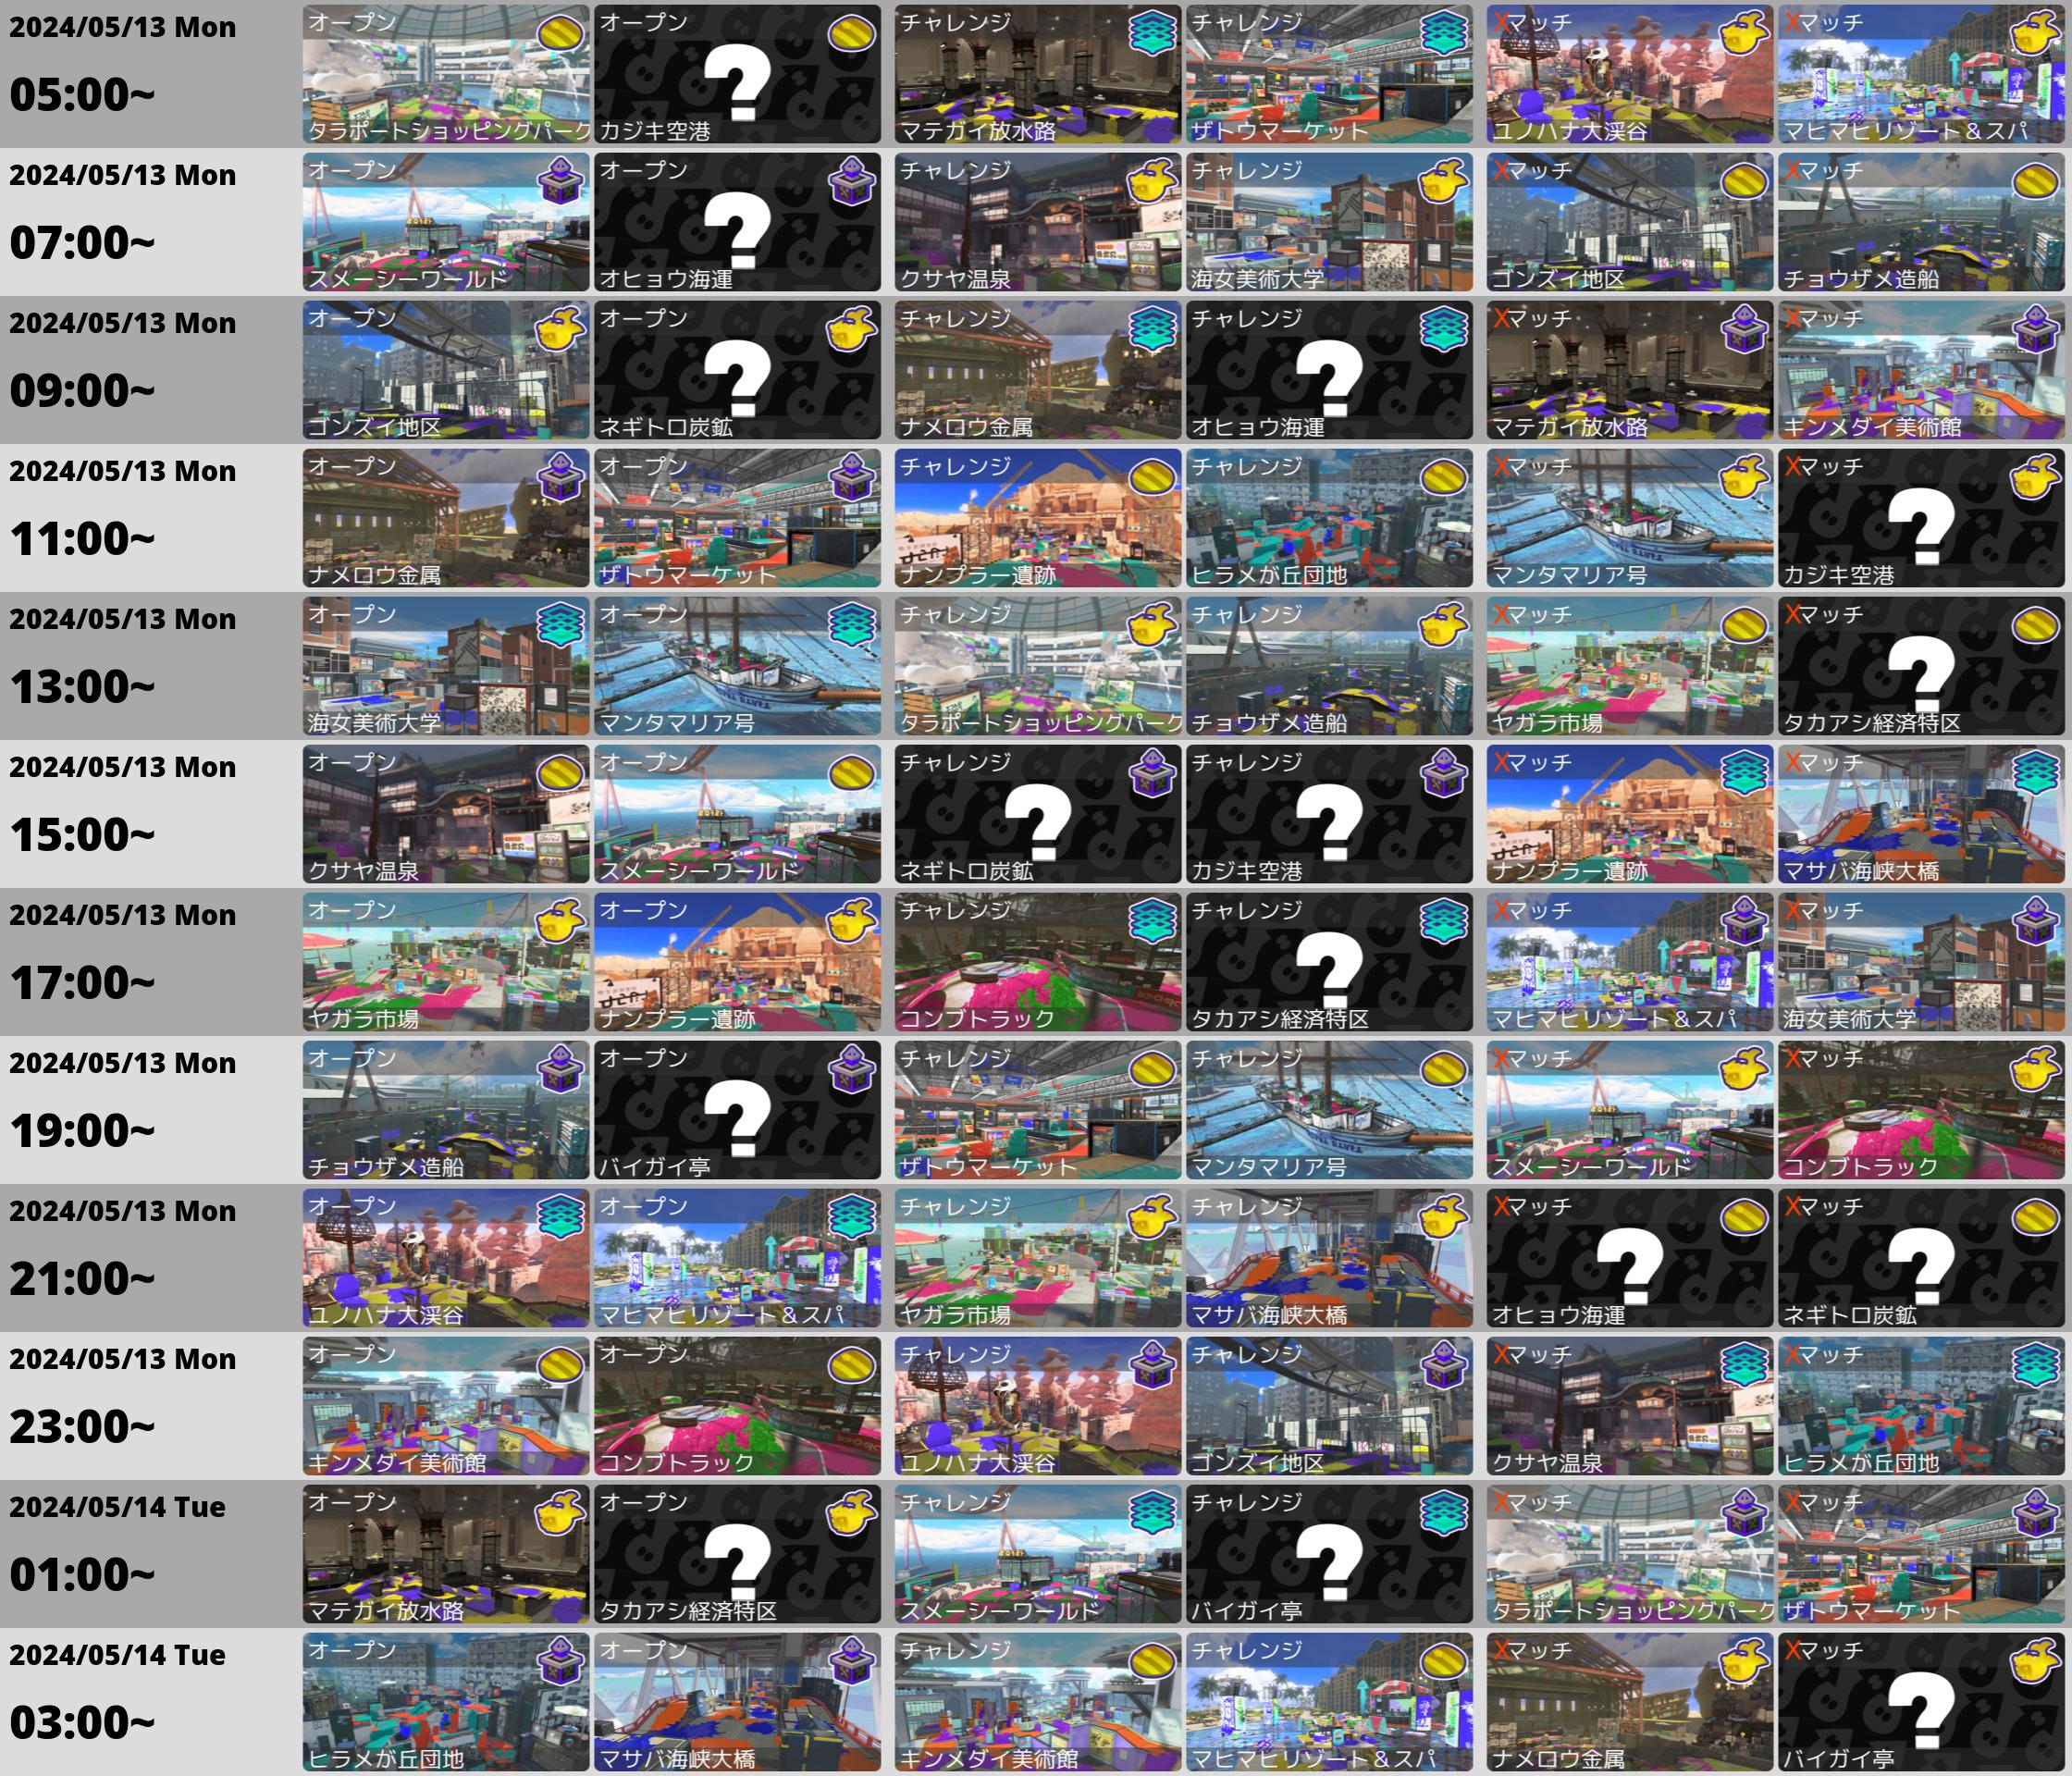 2024/05/13 Mon
05:00~
オープン オープン チャレンジ チャレンジ Xマッチ Xマッチ
タラポートショッピングパーク カジキ空港 マテガイ放水路 ザトウマーケット ユノハナ大渓谷 マヒマヒリゾート＆スパ
2024/05/13 Mon
07:00~
オープン オープン チャレンジ チャレンジ Xマッチ Xマッチ
スメーシーワールド オヒョウ海運 クサヤ温泉 海女美術大学 ゴンズイ地区 チョウザメ造船
2024/05/13 Mon
09:00~
オープン オープン チャレンジ チャレンジ Xマッチ Xマッチ
ゴンズイ地区 ネギトロ炭鉱 ナメロウ金属 オヒョウ海運 マテガイ放水路 キンメダイ美術館
2024/05/13 Mon
11:00~
オープン オープン チャレンジ チャレンジ Xマッチ Xマッチ
ナメロウ金属 ザトウマーケット ナンプラー遺跡 ヒラメが丘団地 マンタマリア号 カジキ空港
2024/05/13 Mon
13:00~
オープン オープン チャレンジ チャレンジ Xマッチ Xマッチ
海女美術大学 マンタマリア号 タラポートショッピングパーク チョウザメ造船 ヤガラ市場 タカアシ経済特区
2024/05/13 Mon
15:00~
オープン オープン チャレンジ チャレンジ Xマッチ Xマッチ
クサヤ温泉 スメーシーワールド ネギトロ炭鉱 カジキ空港 ナンプラー遺跡 マサバ海峡大橋
2024/05/13 Mon
17:00~
オープン オープン チャレンジ チャレンジ Xマッチ Xマッチ
ヤガラ市場 ナンプラー遺跡 コンブトラック タカアシ経済特区 マヒマヒリゾート＆スパ 海女美術大学
2024/05/13 Mon
19:00~
オープン オープン チャレンジ チャレンジ Xマッチ Xマッチ
チョウザメ造船 バイガイ亭 ザトウマーケット マンタマリア号 スメーシーワールド コンブトラック
2024/05/13 Mon
21:00~
オープン オープン チャレンジ チャレンジ Xマッチ Xマッチ
ユノハナ大渓谷 マヒマヒリゾート＆スパ ヤガラ市場 マサバ海峡大橋 オヒョウ海運 ネギトロ炭鉱
2024/05/13 Mon
23:00~
オープン オープン チャレンジ チャレンジ Xマッチ Xマッチ
キンメダイ美術館 コンブトラック ユノハナ大渓谷 ゴンズイ地区 クサヤ温泉 ヒラメが丘団地
2024/05/14 Tue
01:00~
オープン オープン チャレンジ チャレンジ Xマッチ Xマッチ
マテガイ放水路 タカアシ経済特区 スメーシーワールド バイガイ亭 タラポートショッピングパーク ザトウマーケット
2024/05/14 Tue
03:00~
オープン オープン チャレンジ チャレンジ Xマッチ Xマッチ
ヒラメが丘団地 マサバ海峡大橋 キンメダイ美術館 マヒマヒリゾート＆スパ ナメロウ金属 バイガイ亭